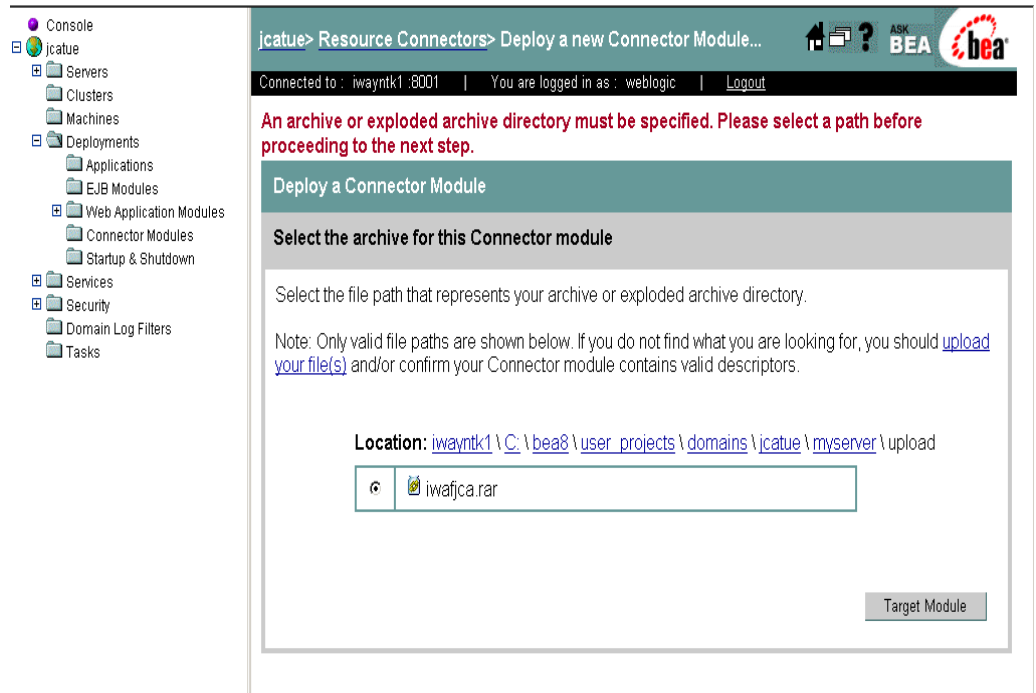 Console
jcatue
Servers
Clusters
Machines
Deployments
Applications
EJB Modules
Web Application Modules
Connector Modules
Startup & Shutdown
Services
Security
Domain Log Filters
Tasks
jcatue> Resource Connectors> Deploy a new Connector Module...
?
ASK
BEA
bea
Connected to : iwayntk1 :8001 | You are logged in as : weblogic | Logout
An archive or exploded archive directory must be specified. Please select a path before
proceeding to the next step.
Deploy a Connector Module
Select the archive for this Connector module
Select the file path that represents your archive or exploded archive directory.
Note: Only valid file paths are shown below. If you do not find what you are looking for, you should upload
your file(s) and/or confirm your Connector module contains valid descriptors.
Location: iwayntk1 \ C: \ bea8 \ user_projects \ domains \ jcatue \ myserver \ upload
iwafjca.rar
Target Module